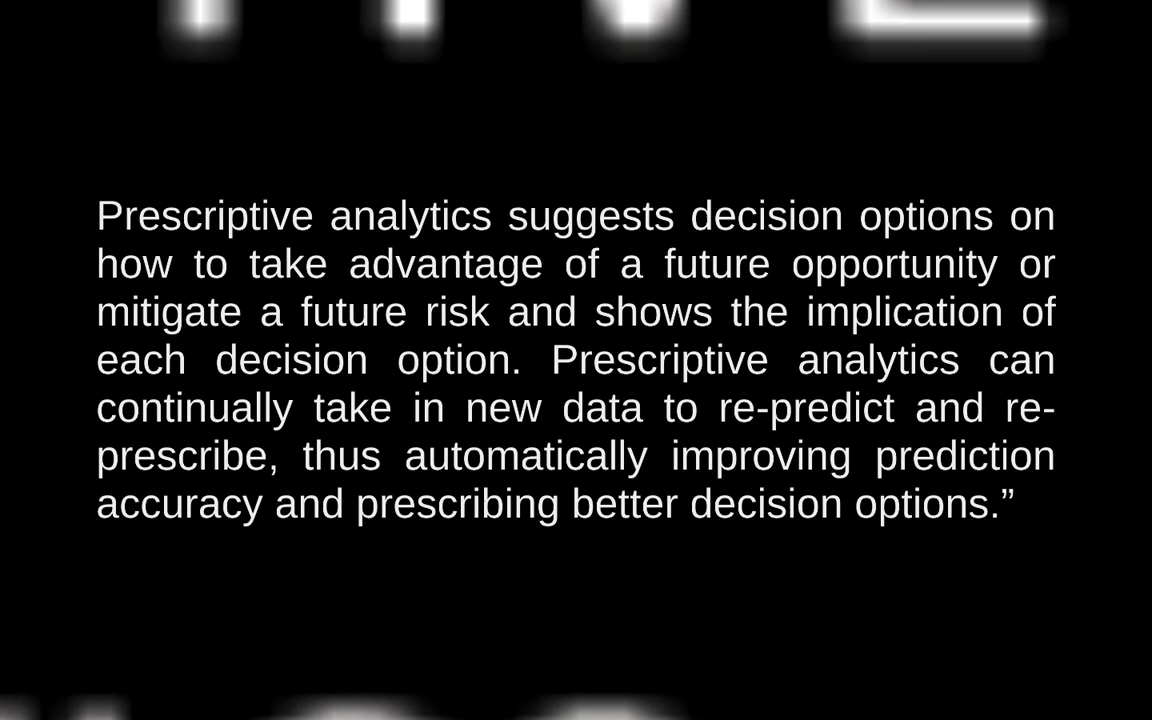 Prescriptive analytics suggests decision options on
how to take advantage of a future opportunity or
mitigate a future risk and shows the implication of
each decision option. Prescriptive analytics can
continually take in new data to re-predict and re-
prescribe, thus automatically improving prediction
accuracy and prescribing better decision options.”